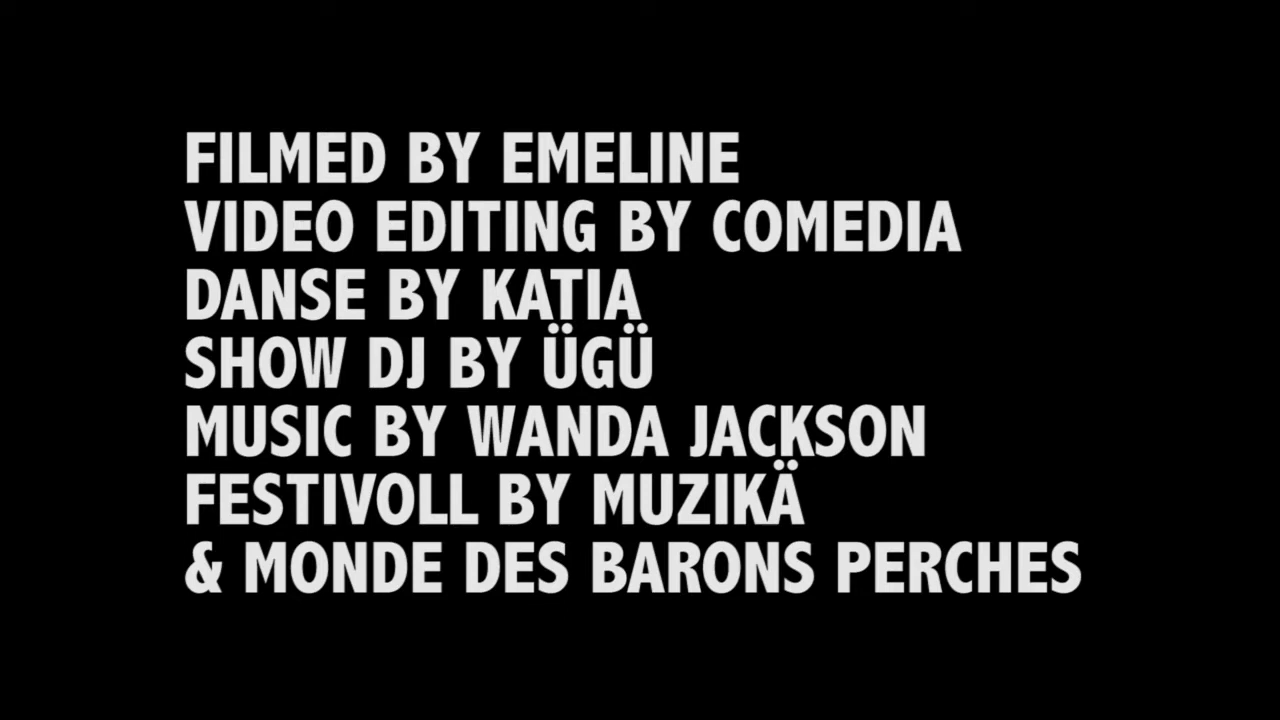 FILMED BY EMELINE
VIDEO EDITING BY COMEDIA
DANSE BY KATIA
SHOW DJ BY ÜGÜ
MUSIC BY WANDA JACKSON
FESTIVOLL BY MUZIKÄ
& MONDE DES BARONS PERCHES